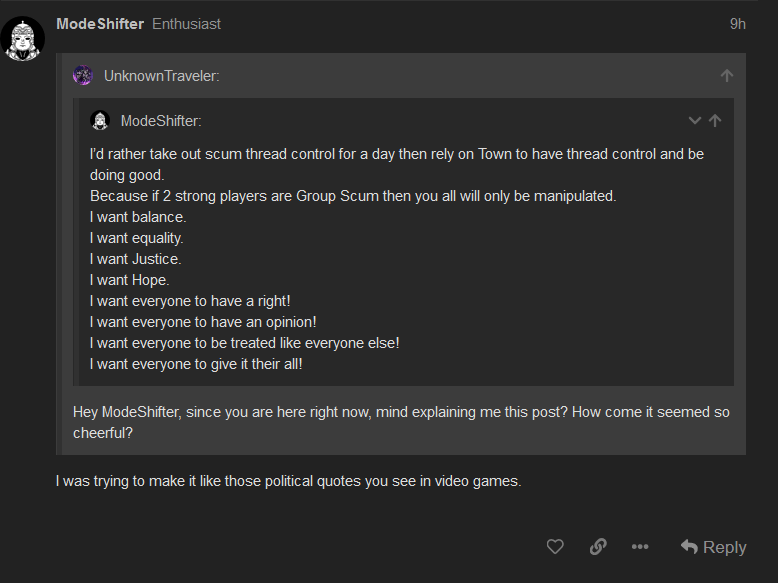 ModeShifter Enthusiast 9h
UnknownTraveler:
ModeShifter:
I'd rather take out scum thread control for a day then rely on Town to have thread control and be
doing good.
Because if 2 strong players are Group Scum then you all will only be manipulated.
I want balance.
I want equality.
I want Justice.
I want Hope.
I want everyone to have a right!
I want everyone to have an opinion!
I want everyone to be treated like everyone else!
I want everyone to give it their all!
Hey ModeShifter, since you are here right now, mind explaining me this post? How come it seemed so
cheerful?
I was trying to make it like those political quotes you see in video games.
Reply